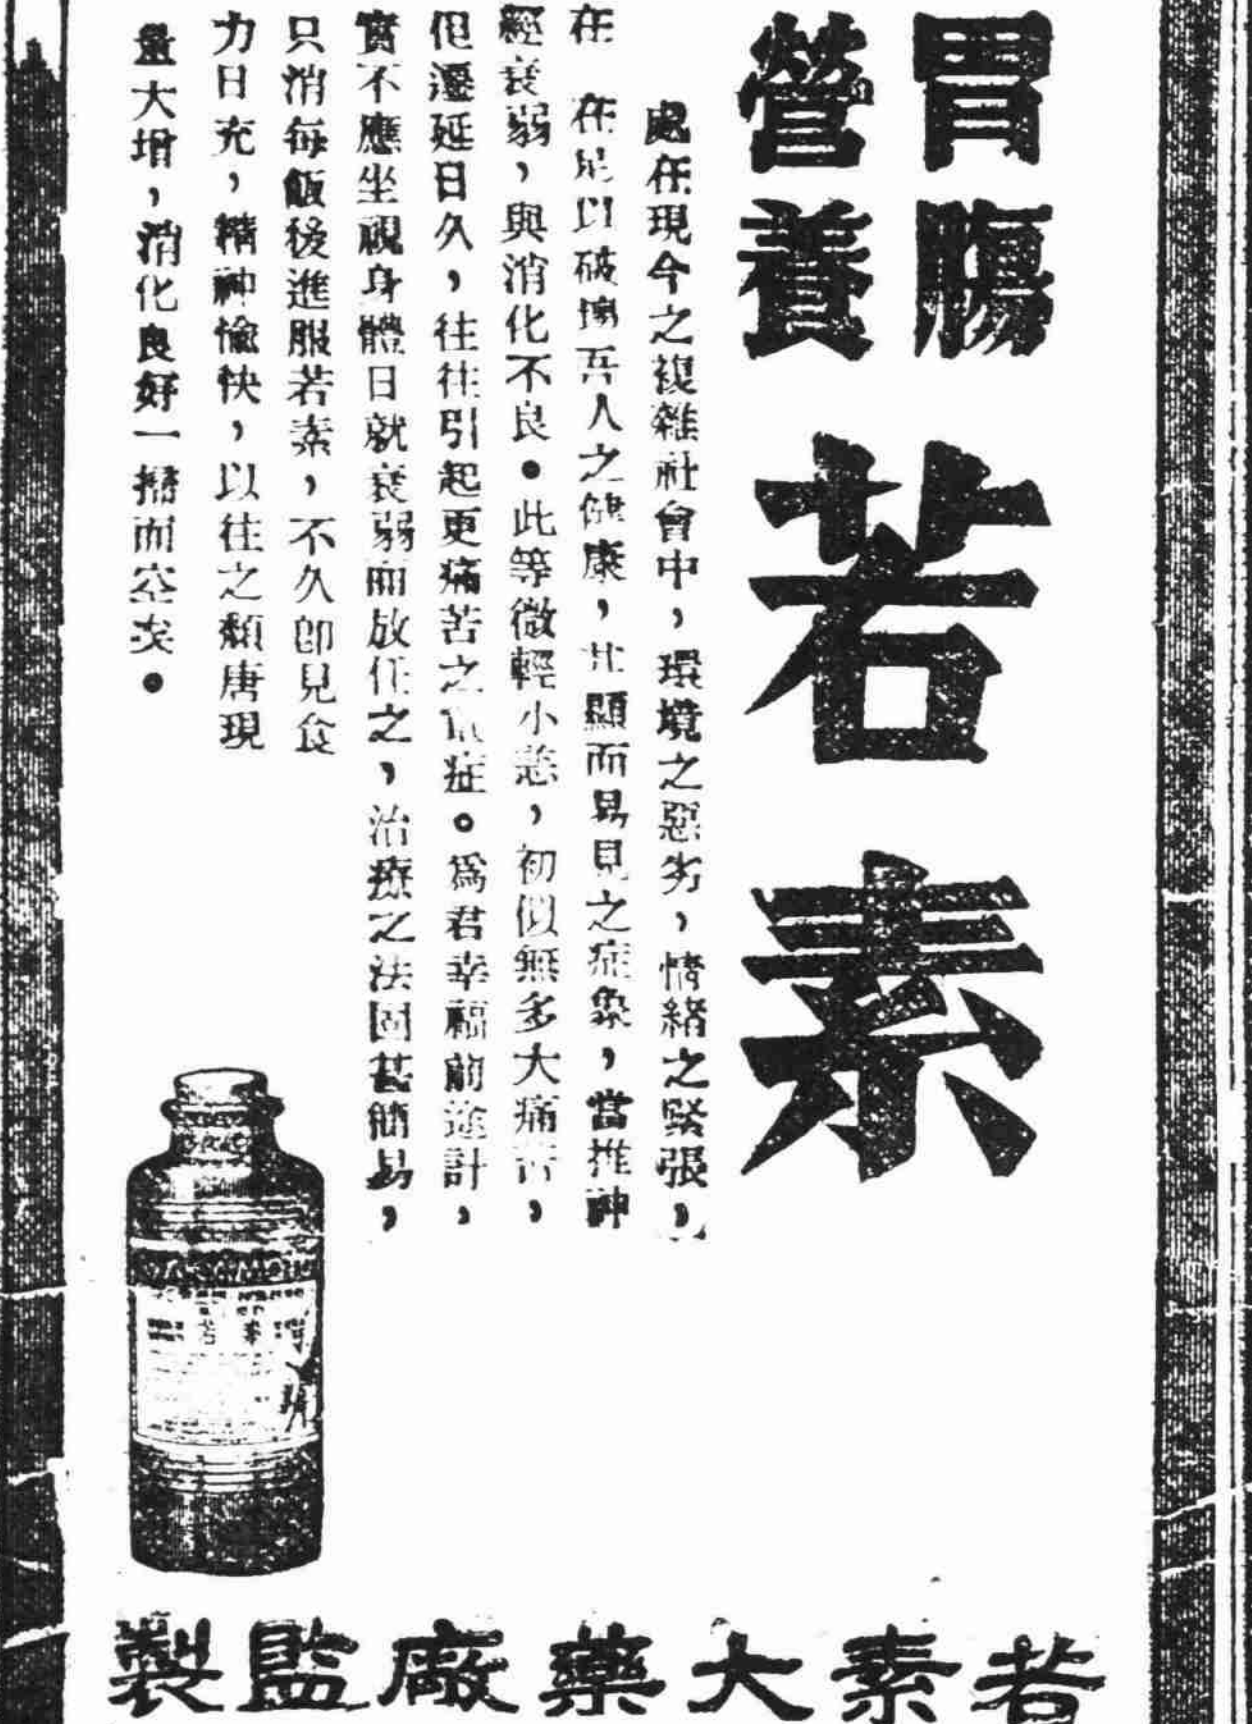 胃腸
營養
若素
處在現今之複雜社會中，環境之惡劣，情緒之緊張，
在在足以破壞吾人之健康，其顯而易見之症象，當推神
經衰弱，與消化不良。此等微輕小恙，初似無多大痛苦，
但遷延日久，往往引起更痛苦之症。爲君幸福前途計，
實不應坐視身體日就衰弱而放任之，治療之法固甚簡易，
只消每飯後進服若素，不久卽見食
力日充，精神愉快，以往之頹唐現
量大增，消化良好一掃而空矣。
若素
若素大藥廠監製